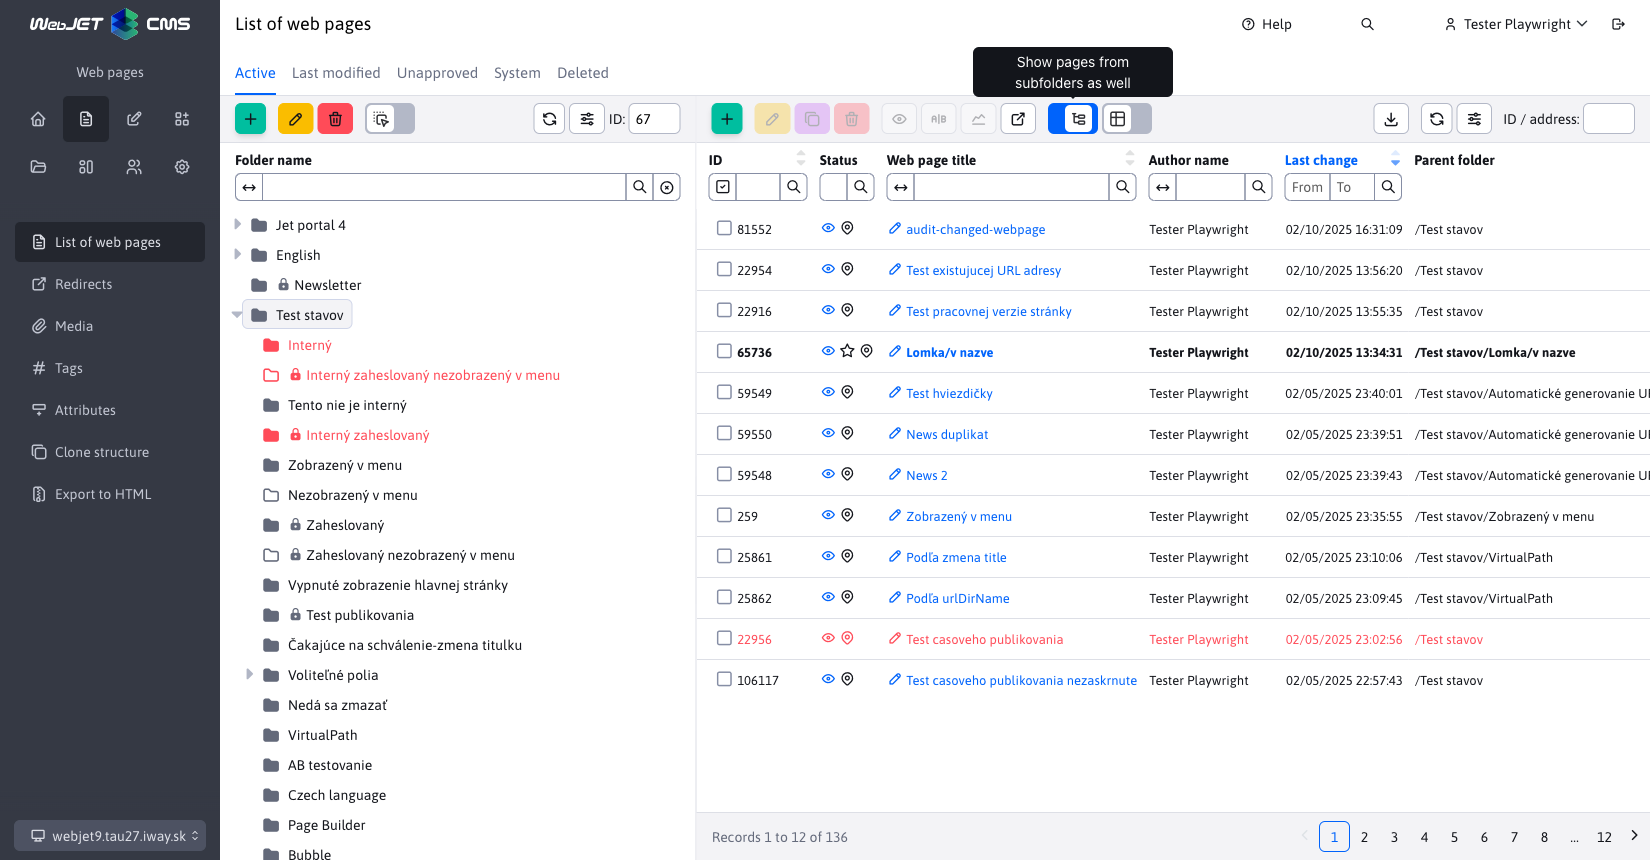 WebJET CMS
List of web pages
Help
Tester Playwright
Web pages
Active Last modified Unapproved System Deleted
Show pages from
subfolders as well
ID: 67
A|B
ID / address:
List of web pages
Redirects
Media
Tags
Attributes
Clone structure
Export to HTML
webjet9.tau27.iway.sk
Folder name
Jet portal 4
English
Newsletter
Test stavov
Interný
Interný zaheslovaný nezobrazený v menu
Tento nie je interný
Interný zaheslovaný
Zobrazený v menu
Nezobrazený v menu
Zaheslovaný
Zaheslovaný nezobrazený v menu
Vypnuté zobrazenie hlavnej stránky
Test publikovania
Čakajúce na schválenie-zmena titulku
Voliteľné polia
Nedá sa zmazať
VirtualPath
AB testovanie
Czech language
Page Builder
Bubble
ID Status Web page title Author name Last change Parent folder
From To
81552 audit-changed-webpage Tester Playwright 02/10/2025 16:31:09 /Test stavov
22954 Test existujucej URL adresy Tester Playwright 02/10/2025 13:56:20 /Test stavov
22916 Test pracovnej verzie stránky Tester Playwright 02/10/2025 13:55:35 /Test stavov
65736 Lomka/v nazve Tester Playwright 02/10/2025 13:34:31 /Test stavov/Lomka/v nazve
59549 Test hviezdičky Tester Playwright 02/05/2025 23:40:01 /Test stavov/Automatické generovanie U
59550 News duplikat Tester Playwright 02/05/2025 23:39:51 /Test stavov/Automatické generovanie U
59548 News 2 Tester Playwright 02/05/2025 23:39:43 /Test stavov/Automatické generovanie U
259 Zobrazený v menu Tester Playwright 02/05/2025 23:35:55 /Test stavov/Zobrazený v menu
25861 Podľa zmena title Tester Playwright 02/05/2025 23:10:06 /Test stavov/VirtualPath
25862 Podľa urlDirName Tester Playwright 02/05/2025 23:09:45 /Test stavov/VirtualPath
22956 Test casoveho publikovania Tester Playwright 02/05/2025 23:02:56 /Test stavov
106117 Test casoveho publikovania nezaskrnute Tester Playwright 02/05/2025 22:57:43 /Test stavov
Records 1 to 12 of 136
1 2 3 4 5 6 7 8 ... 12